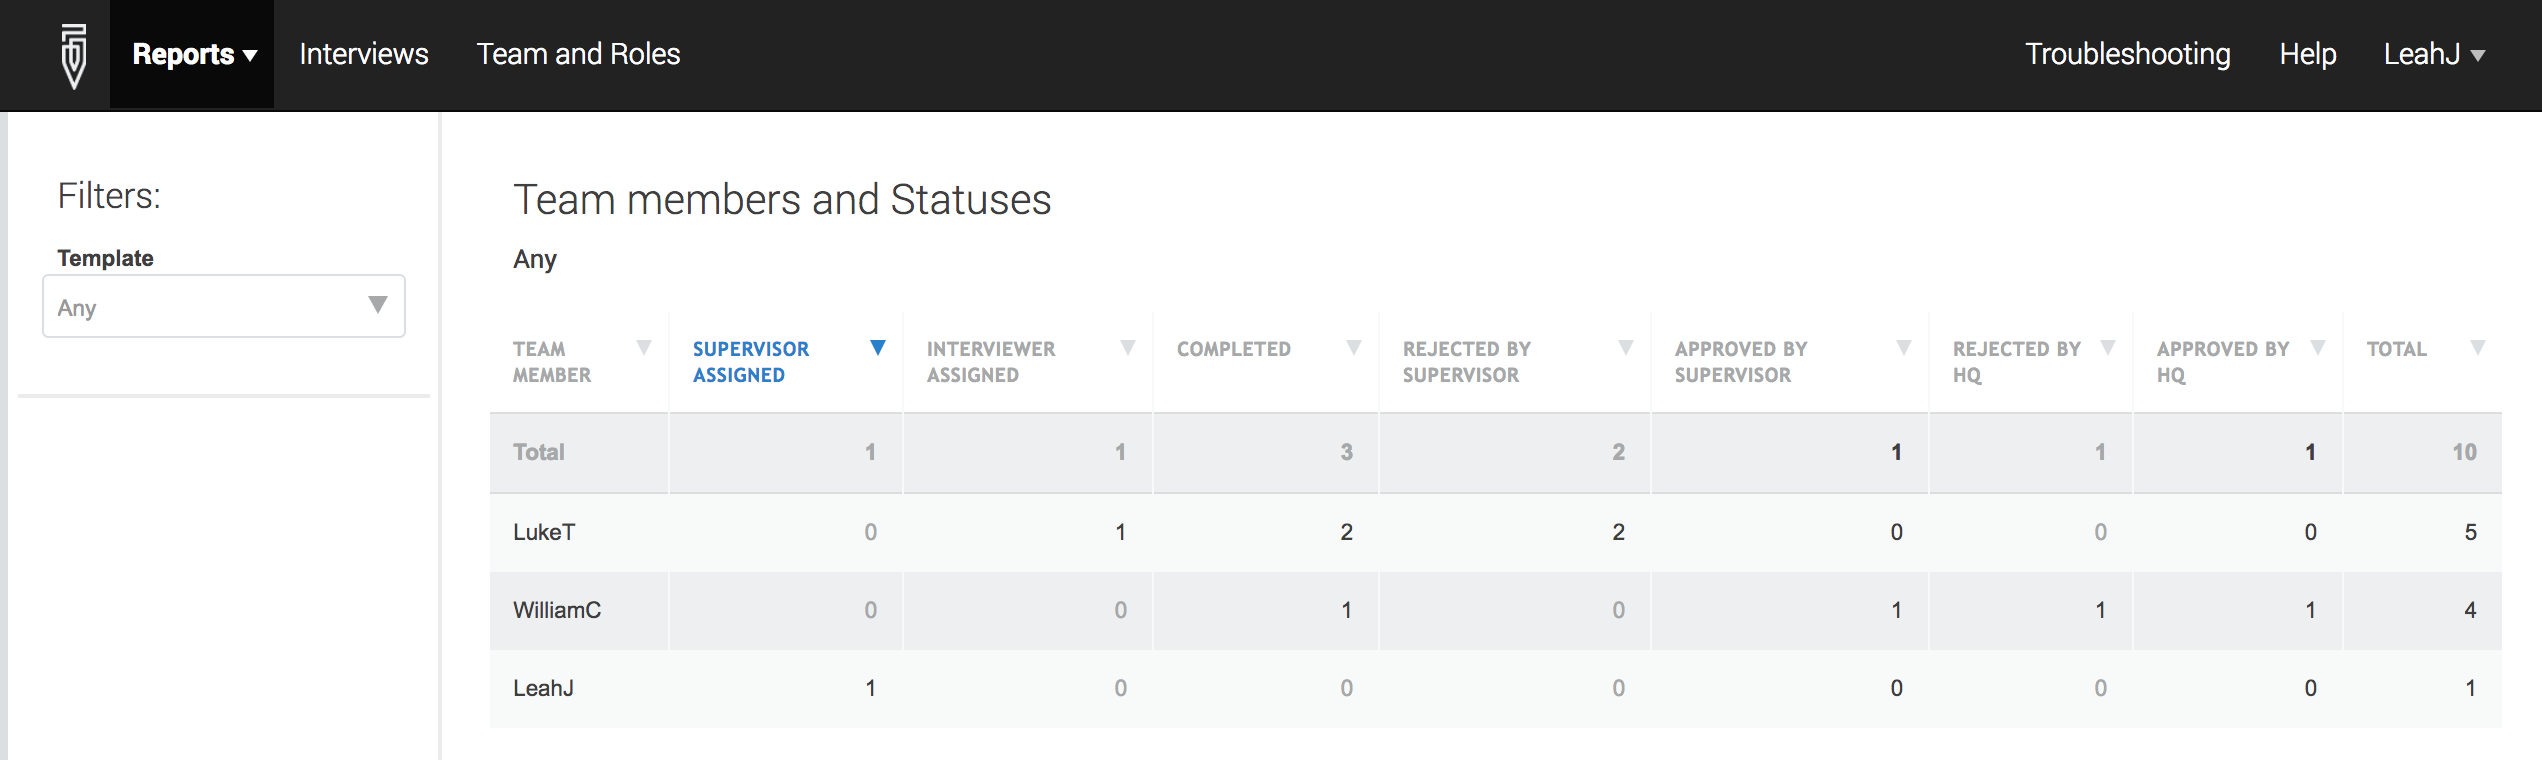 Reports Interviews Team and Roles Troubleshooting Help LeahJ
Filters:
Template
Any
Team members and Statuses
Any
TEAM MEMBER SUPERVISOR ASSIGNED INTERVIEWER ASSIGNED COMPLETED REJECTED BY SUPERVISOR APPROVED BY SUPERVISOR REJECTED BY HQ APPROVED BY HQ TOTAL
Total 1 1 3 2 1 1 1 10
LukeT 0 1 2 2 0 0 0 5
WilliamC 0 0 1 0 1 1 1 4
LeahJ 1 0 0 0 0 0 0 1